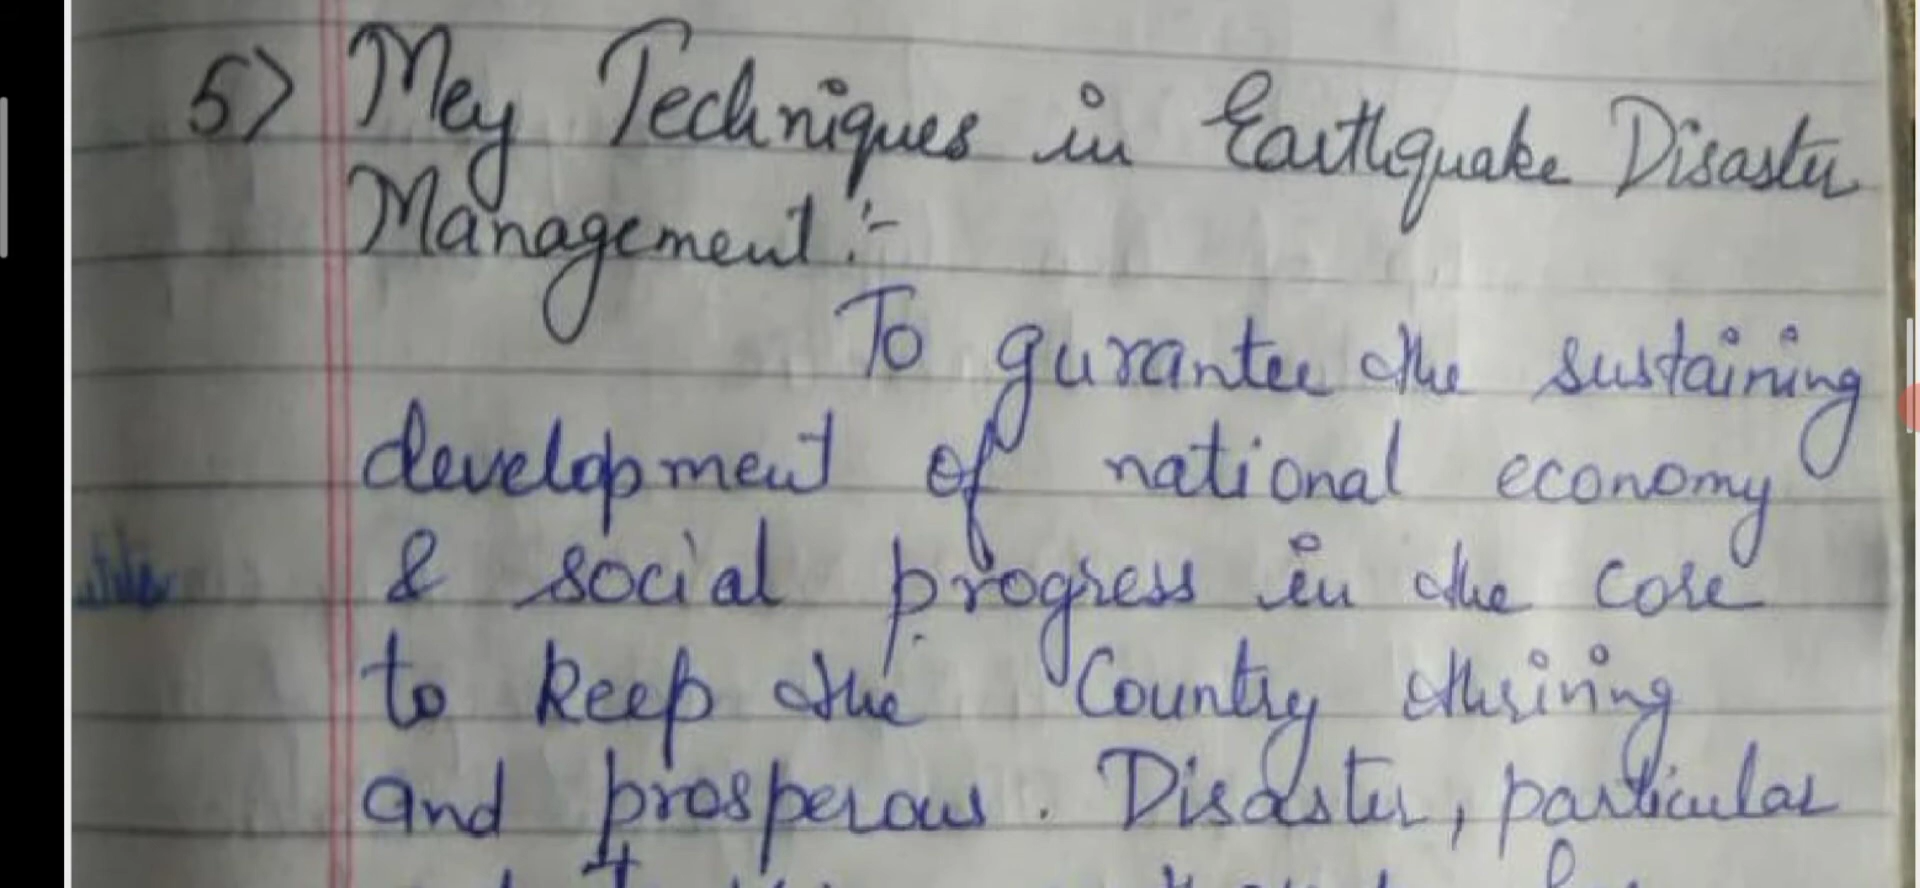 5) Mey Techniques in Earthquake Disaster
Management :-
To gurantee the sustaining
development of national economy
& social progress in the core
to keep the Country thriving
and prosperous. Disaster, particular